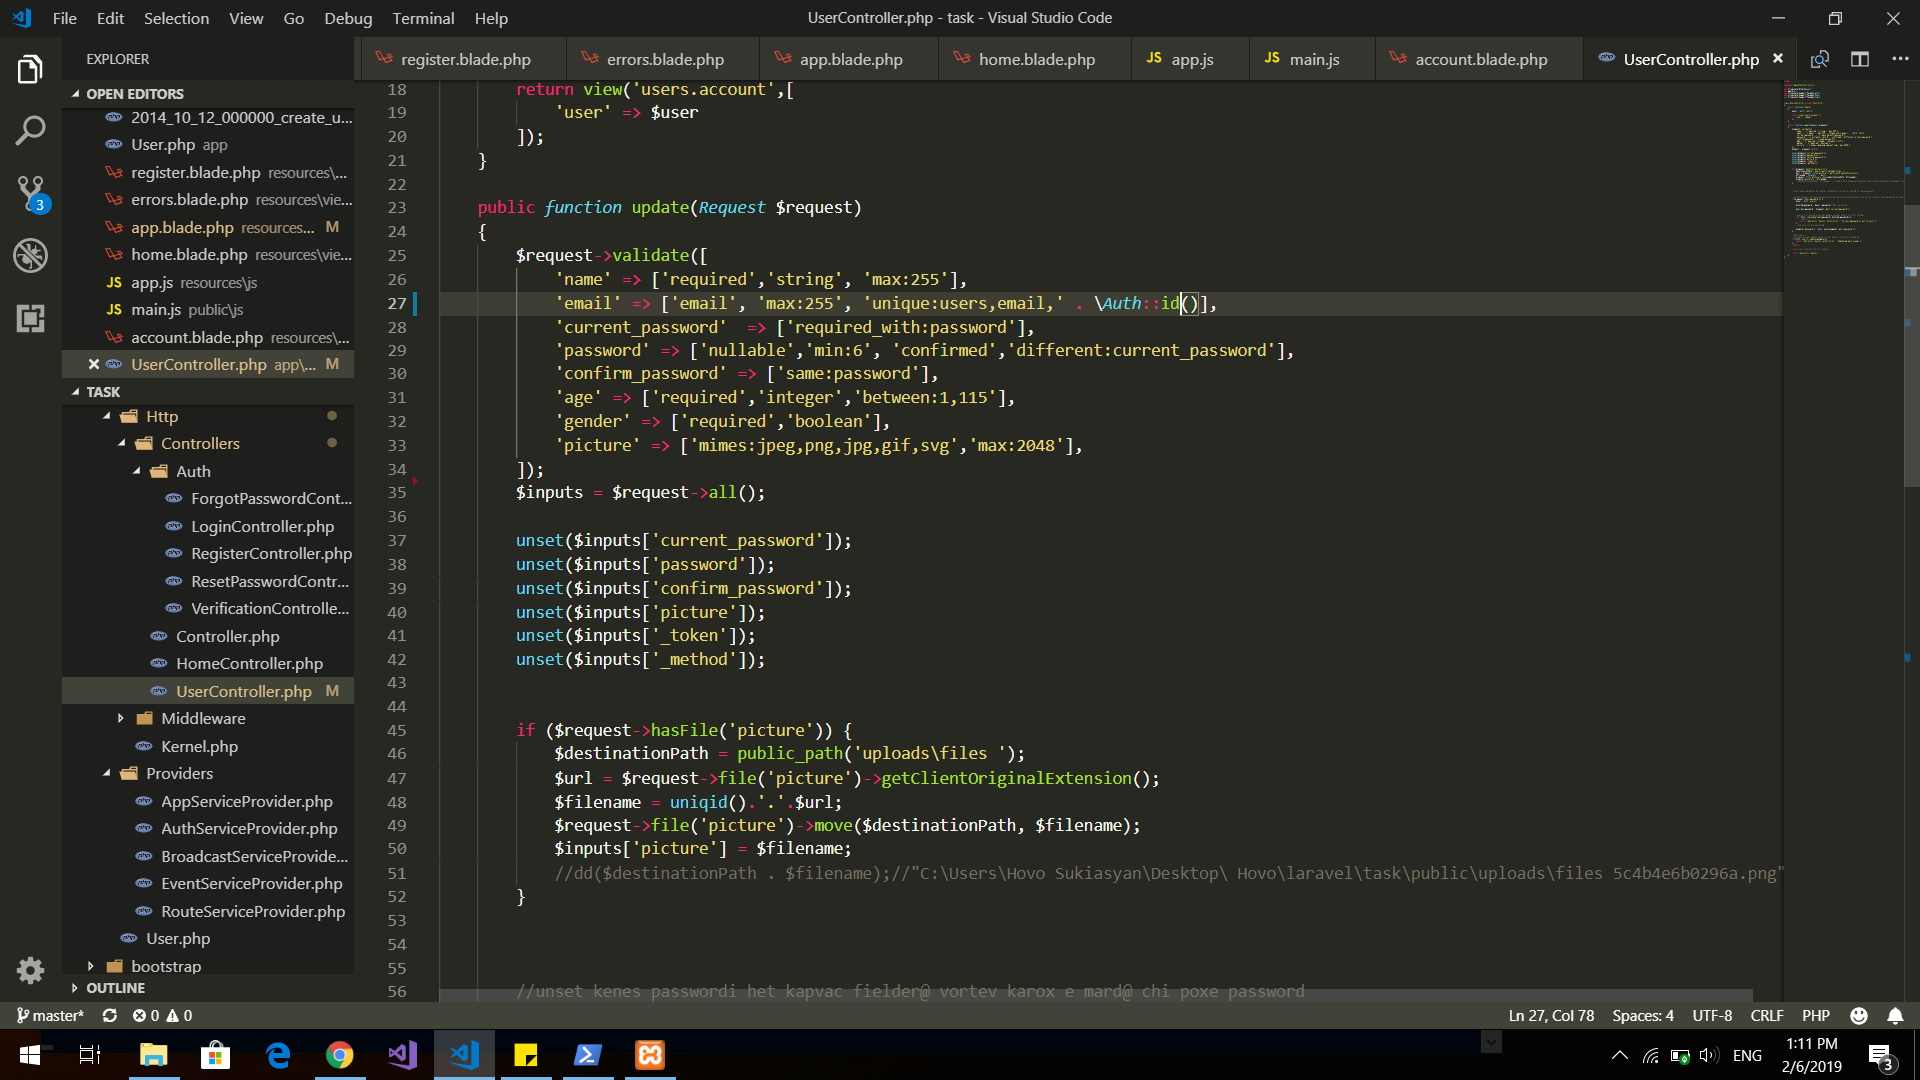 File Edit Selection View Go Debug Terminal Help
UserController.php - task - Visual Studio Code
EXPLORER
register.blade.php
errors.blade.php
app.blade.php
home.blade.php
JS app.js
JS main.js
account.blade.php
UserController.php
OPEN EDITORS
2014_10_12_000000_create_u...
User.php app
register.blade.php resources\...
errors.blade.php resources\vie...
app.blade.php resources... M
home.blade.php resources\vie...
JS app.js resources\js
JS main.js public\js
account.blade.php resources\...
UserController.php app\... M
TASK
Http
Controllers
Auth
ForgotPasswordCont...
LoginController.php
RegisterController.php
ResetPasswordContr...
VerificationControlle...
Controller.php
HomeController.php
UserController.php M
Middleware
Kernel.php
Providers
AppServiceProvider.php
AuthServiceProvider.php
BroadcastServiceProvide...
EventServiceProvider.php
RouteServiceProvider.php
User.php
bootstrap
OUTLINE
3
18 return view('users.account',[
19 'user' => $user
20 ]);
21 }
22
23 public function update(Request $request)
24 {
25 $request->validate([
26 'name' => ['required','string', 'max:255'],
27 'email' => ['email', 'max:255', 'unique:users,email,' . \Auth::id()],
28 'current_password'  => ['required_with:password'],
29 'password' => ['nullable','min:6', 'confirmed','different:current_password'],
30 'confirm_password' => ['same:password'],
31 'age' => ['required','integer','between:1,115'],
32 'gender' => ['required','boolean'],
33 'picture' => ['mimes:jpeg,png,jpg,gif,svg','max:2048'],
34 ]);
35 $inputs = $request->all();
36
37 unset($inputs['current_password']);
38 unset($inputs['password']);
39 unset($inputs['confirm_password']);
40 unset($inputs['picture']);
41 unset($inputs['_token']);
42 unset($inputs['_method']);
43
44
45 if ($request->hasFile('picture')) {
46 $destinationPath = public_path('uploads\files ');
47 $url = $request->file('picture')->getClientOriginalExtension();
48 $filename = uniqid().'.'.$url;
49 $request->file('picture')->move($destinationPath, $filename);
50 $inputs['picture'] = $filename;
51 //dd($destinationPath . $filename);//"C:\Users\Hovo Sukiasyan\Desktop\ Hovo\laravel\task\public\uploads\files 5c4b4e6b0296a.png"
52 }
53
54
55
56 //unset kenes passwordi het kapvac fielder@ vortev karox e mard@ chi poxe password
master* 0 0
Ln 27, Col 78 Spaces: 4 UTF-8 CRLF PHP
ENG
1:11 PM
2/6/2019
3